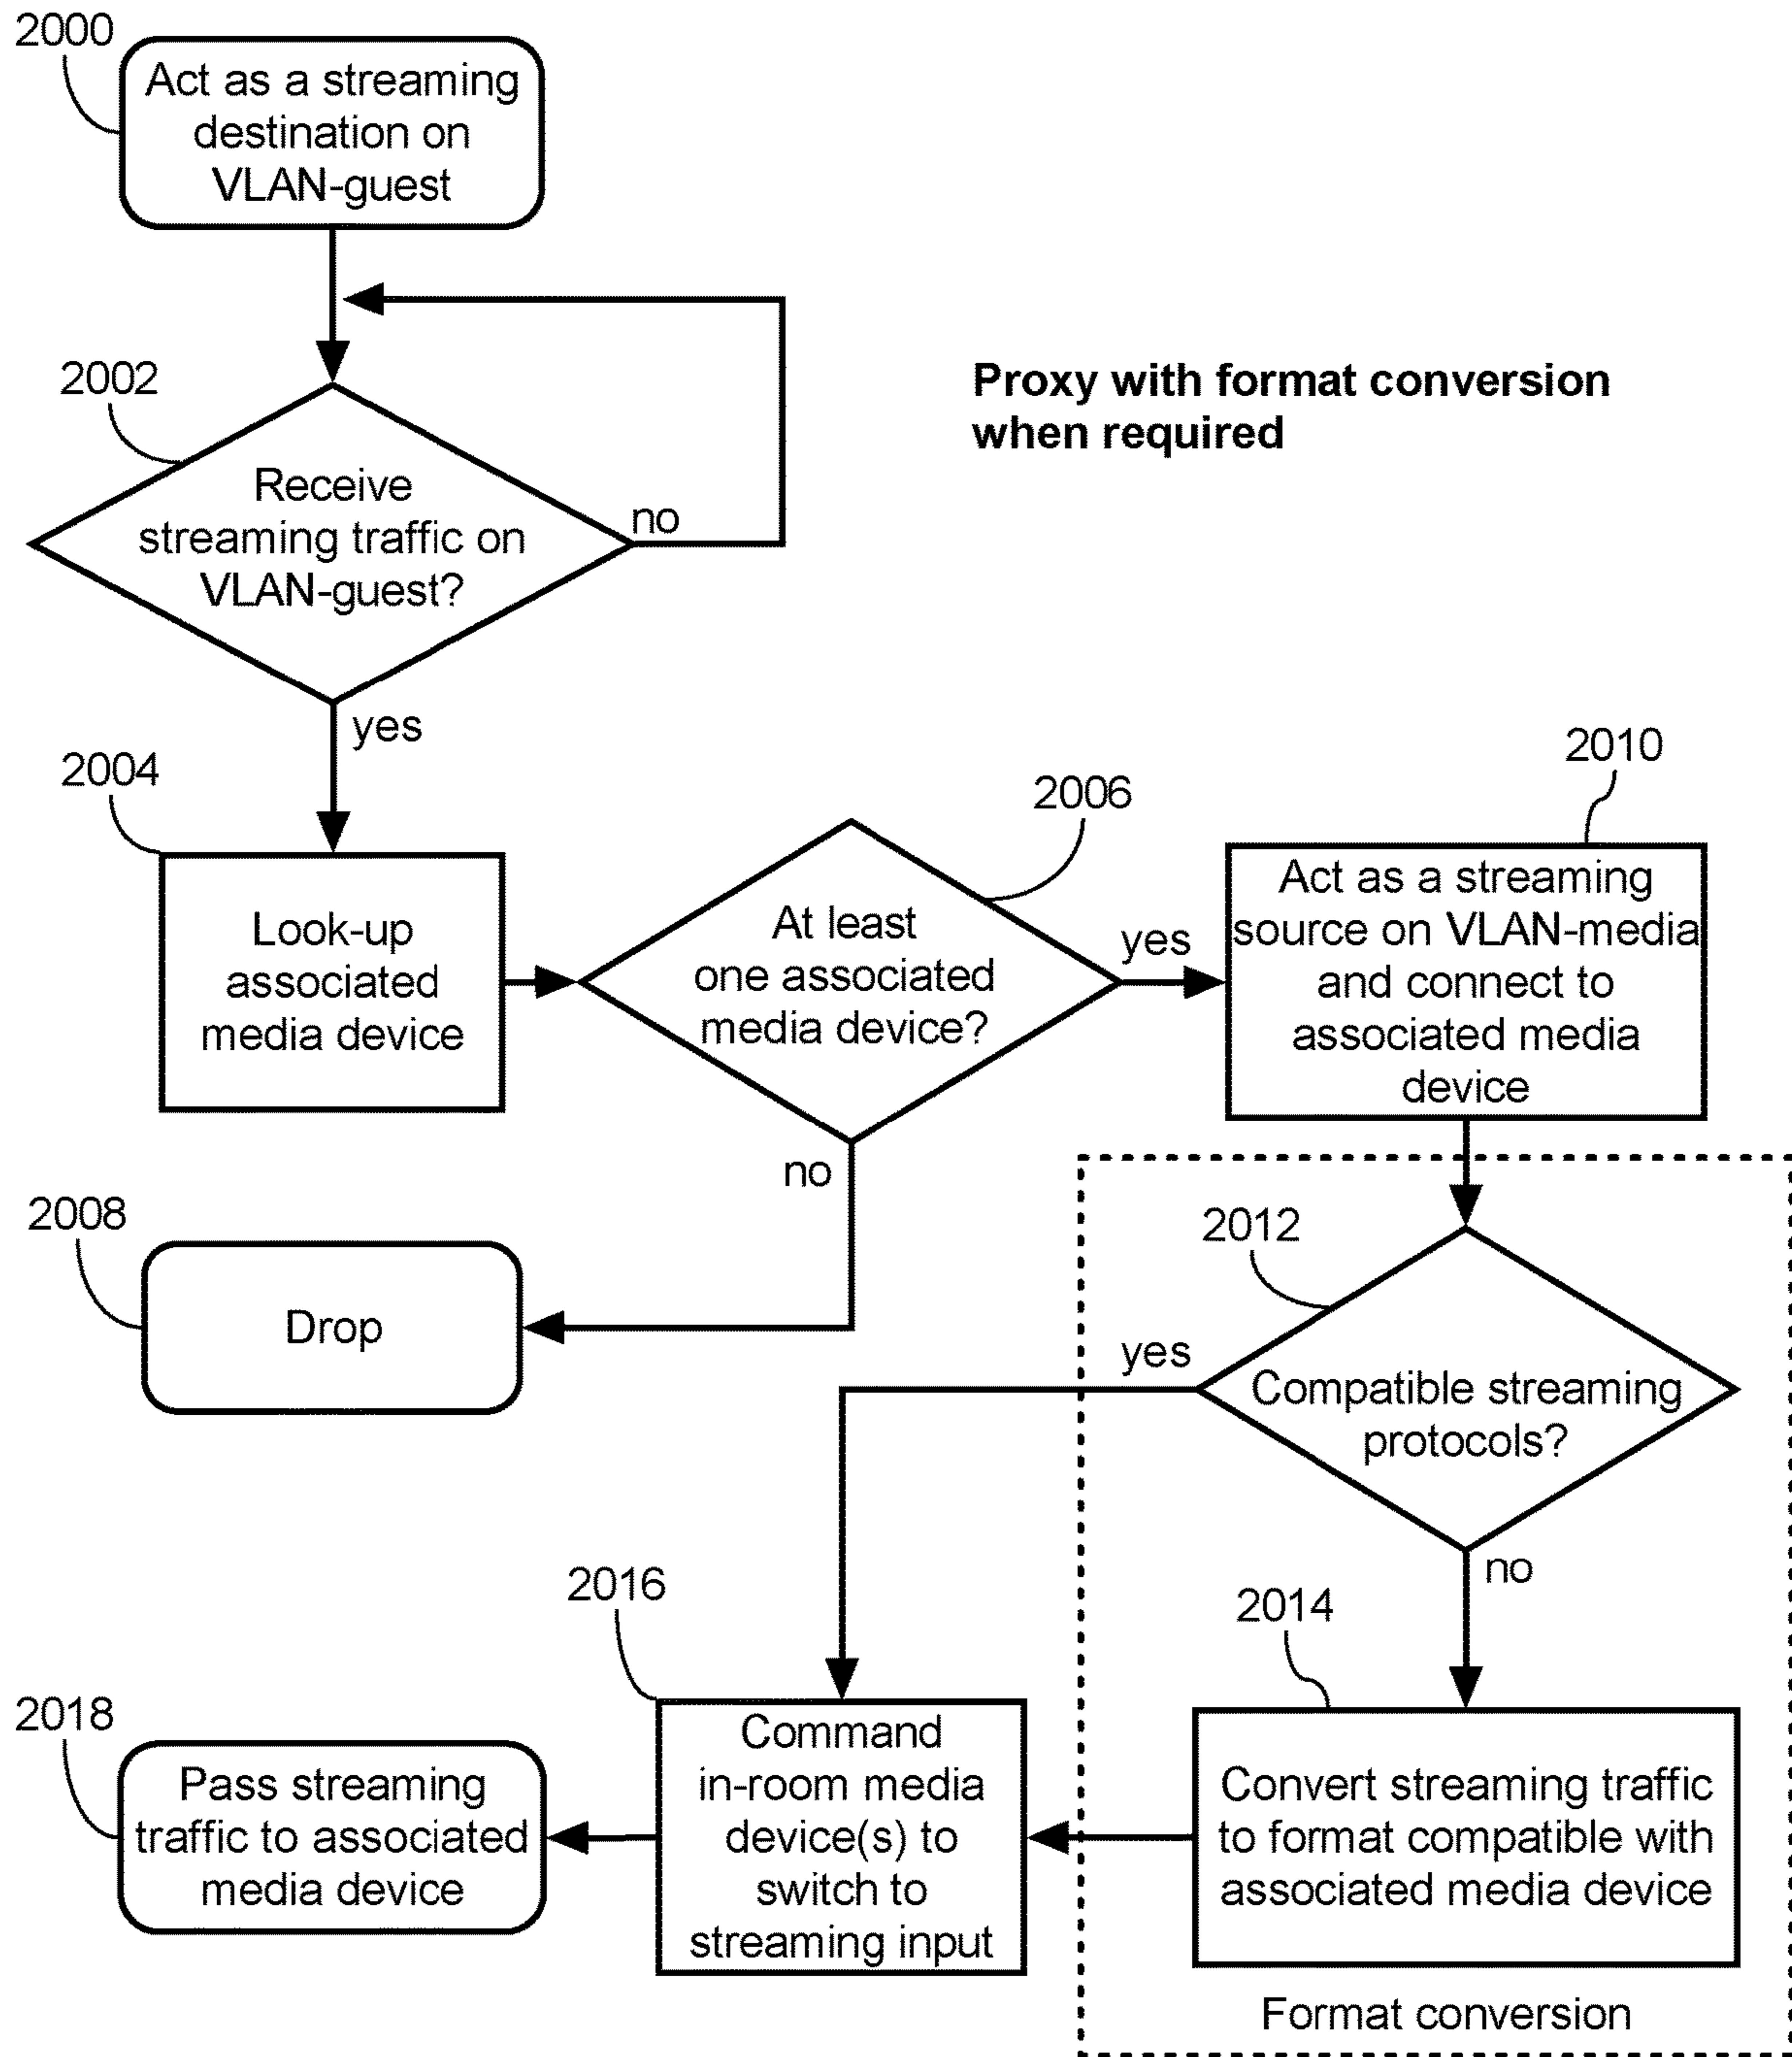 2000
Act as a streaming
destination on
VLAN-guest
2002
Receive
streaming traffic on
VLAN-guest?
no
yes
Proxy with format conversion
when required
2004
Look-up
associated
media device
2006
At least
one associated
media device?
yes
no
2010
Act as a streaming
source on VLAN-media
and connect to
associated media
device
2008
Drop
2012
Compatible streaming
protocols?
yes
no
2014
Convert streaming traffic
to format compatible with
associated media device
Format conversion
2016
Command
in-room media
device(s) to
switch to
streaming input
2018
Pass streaming
traffic to associated
media device